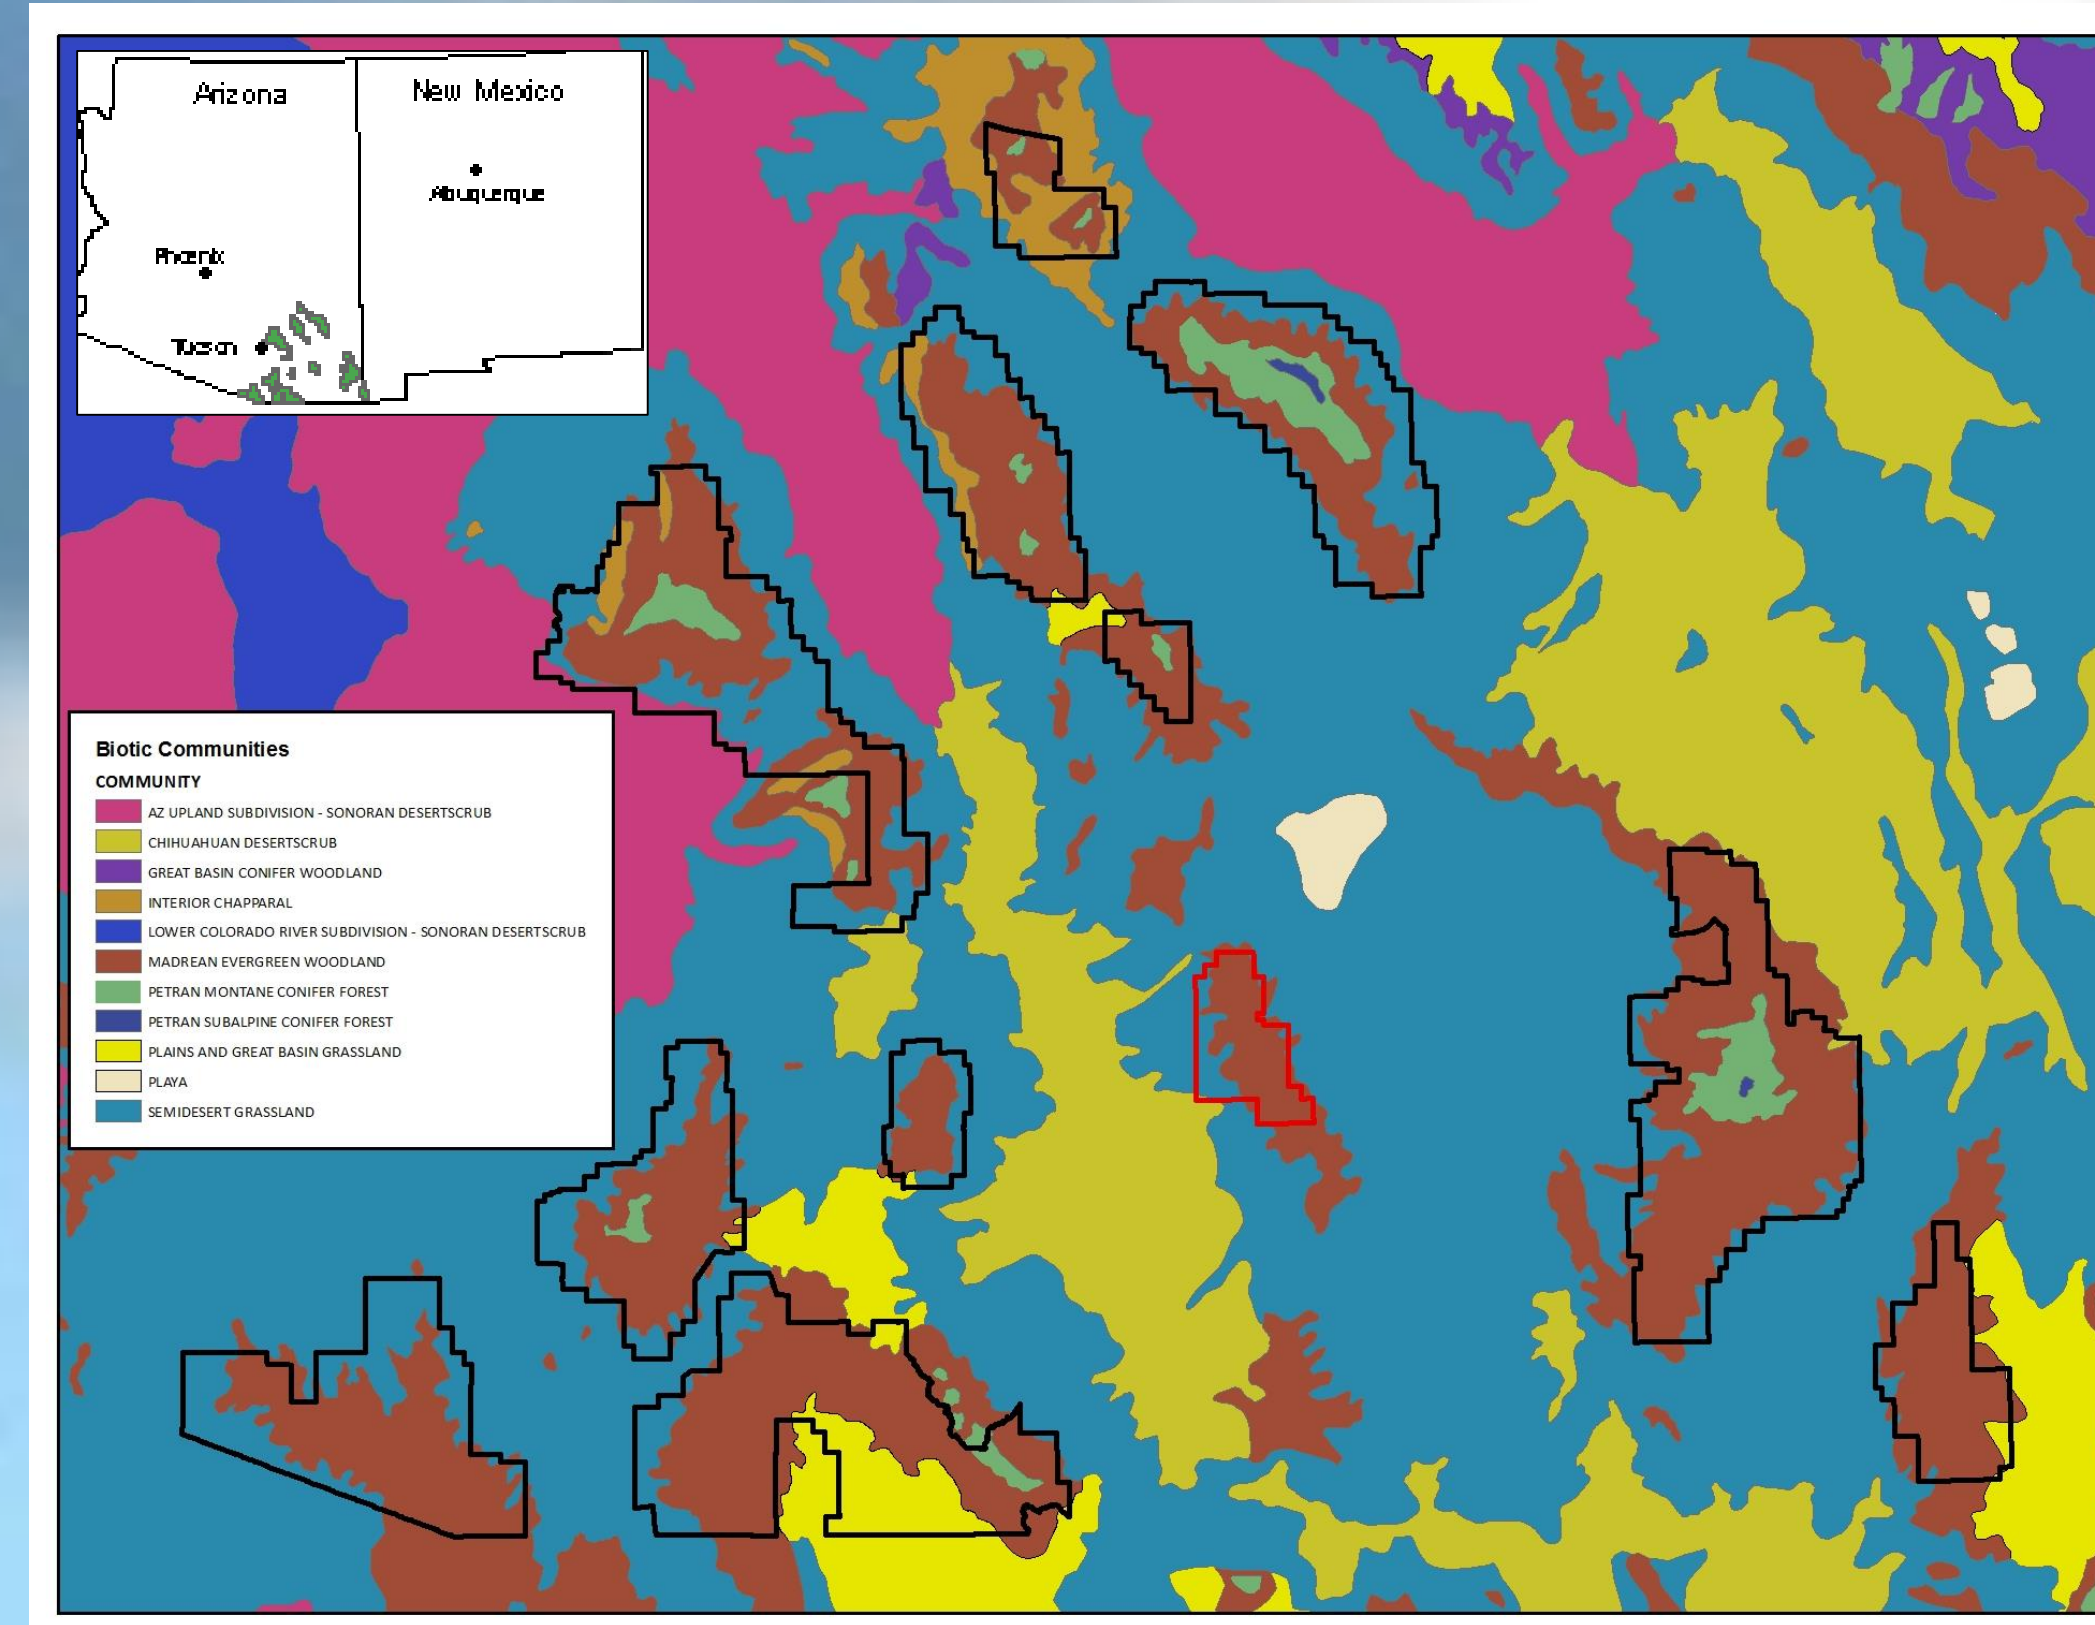 Arizona
New Mexico
Albuquerque
Phoenix
Tucson
Biotic Communities
COMMUNITY
AZ UPLAND SUBDIVISION - SONORAN DESERTSCRUB
CHIHUAHUAN DESERTSCRUB
GREAT BASIN CONIFER WOODLAND
INTERIOR CHAPPARAL
LOWER COLORADO RIVER SUBDIVISION - SONORAN DESERTSCRUB
MADREAN EVERGREEN WOODLAND
PETRAN MONTANE CONIFER FOREST
PETRAN SUBALPINE CONIFER FOREST
PLAINS AND GREAT BASIN GRASSLAND
PLAYA
SEMIDESERT GRASSLAND